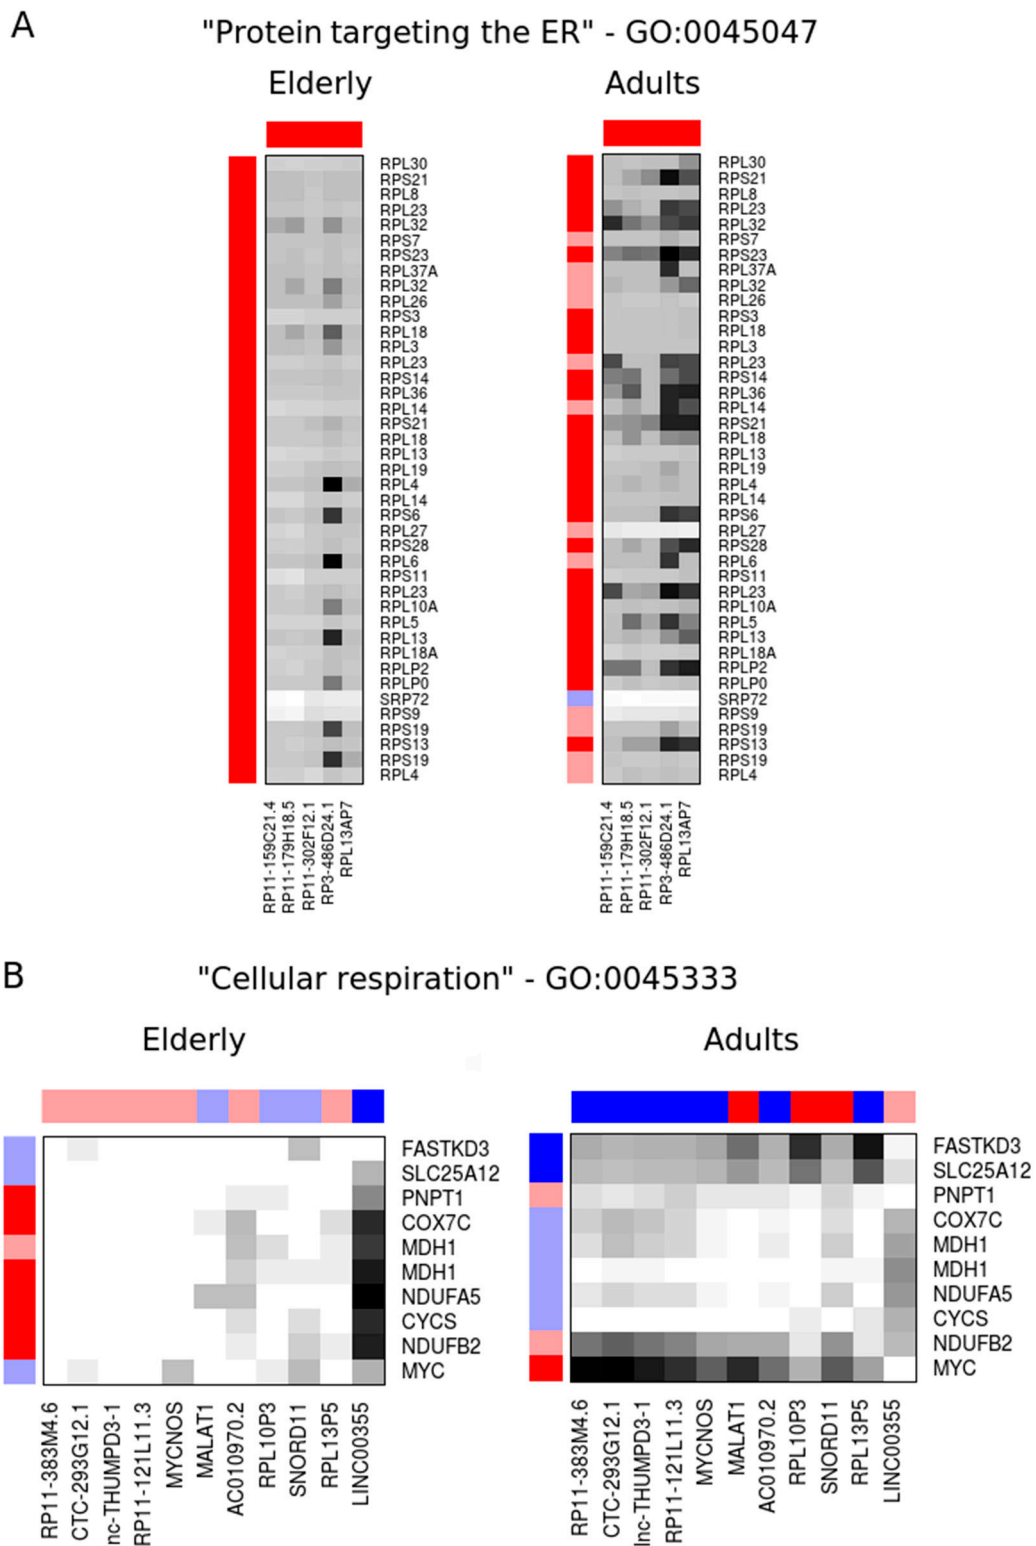 A
"Protein targeting the ER" - GO:0045047
Elderly
Adults
RPL30
RPS21
RPL8
RPL23
RPL32
RPS7
RPS23
RPL37A
RPL32
RPL26
RPS3
RPL18
RPL3
RPL23
RPS14
RPL36
RPL14
RPS21
RPL18
RPL13
RPL19
RPL4
RPL14
RPS6
RPL27
RPS28
RPL6
RPS11
RPL23
RPL10A
RPL5
RPL13
RPL18A
RPLP2
RPLP0
SRP72
RPS9
RPS19
RPS13
RPS19
RPL4
RP11-159C21.4
RP11-179H18.5
RP11-302F12.1
RP3-486D24.1
RPL13AP7
RPL30
RPS21
RPL8
RPL23
RPL32
RPS7
RPS23
RPL37A
RPL32
RPL26
RPS3
RPL18
RPL3
RPL23
RPS14
RPL36
RPL14
RPS21
RPL18
RPL13
RPL19
RPL4
RPL14
RPS6
RPL27
RPS28
RPL6
RPS11
RPL23
RPL10A
RPL5
RPL13
RPL18A
RPLP2
RPLP0
SRP72
RPS9
RPS19
RPS13
RPS19
RPL4
RP11-159C21.4
RP11-179H18.5
RP11-302F12.1
RP3-486D24.1
RPL13AP7
B
"Cellular respiration" - GO:0045333
Elderly
Adults
FASTKD3
SLC25A12
PNPT1
COX7C
MDH1
MDH1
NDUFA5
CYCS
NDUFB2
MYC
RP11-383M4.6
CTC-293G12.1
nc-THUMPD3-1
RP11-121L11.3
MYCNOS
MALAT1
AC010970.2
RPL10P3
SNORD11
RPL13P5
LINC00355
FASTKD3
SLC25A12
PNPT1
COX7C
MDH1
MDH1
NDUFA5
CYCS
NDUFB2
MYC
RP11-383M4.6
CTC-293G12.1
lnc-THUMPD3-1
RP11-121L11.3
MYCNOS
MALAT1
AC010970.2
RPL10P3
SNORD11
RPL13P5
LINC00355